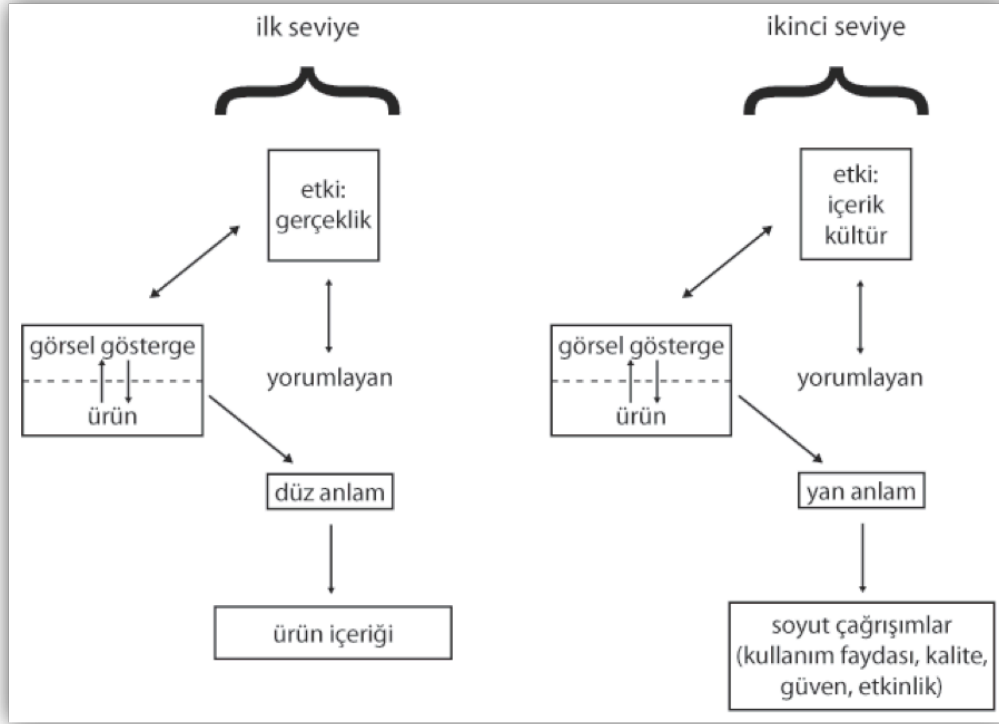 ilk seviye
etki:
gerçeklik
görsel gösterge
ürün
yorumlayan
düz anlam
ürün içeriği
ikinci seviye
etki:
içerik
kültür
görsel gösterge
ürün
yorumlayan
yan anlam
soyut çağrışımlar
(kullanım faydası, kalite,
güven, etkinlik)